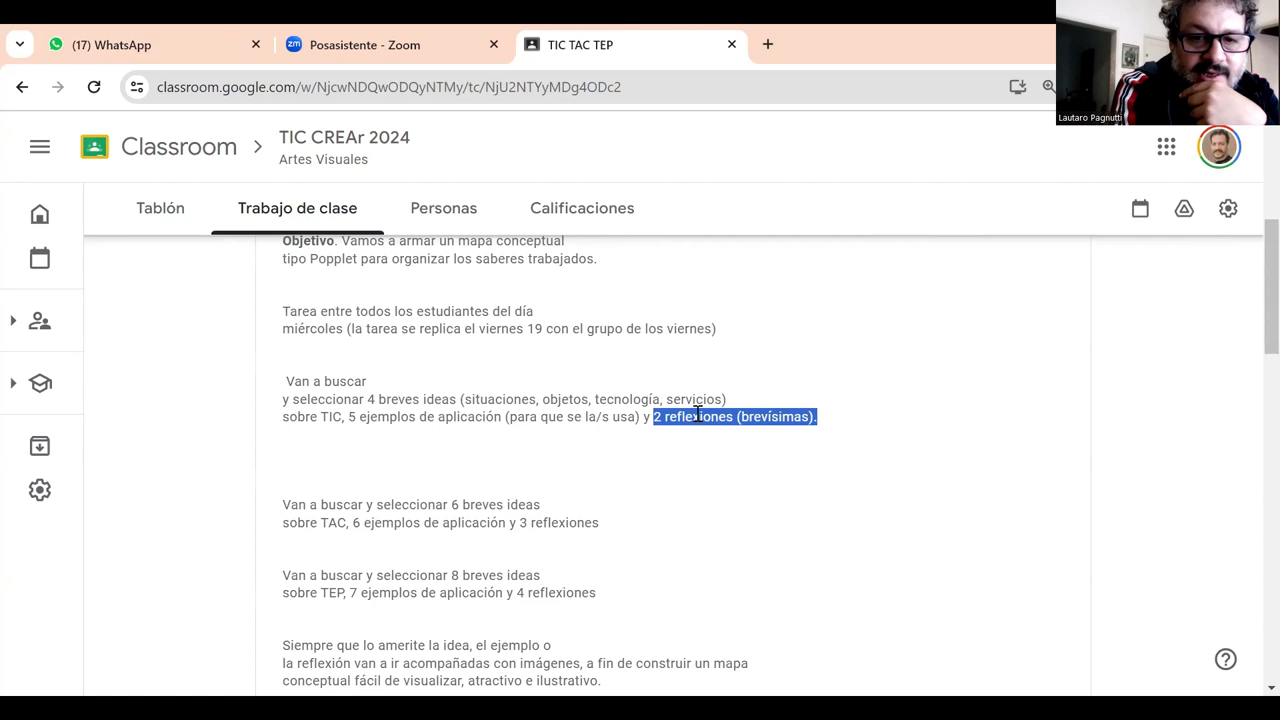 (17) WhatsApp
zm Posasistente - Zoom
TIC TAC TEP
classroom.google.com/w/NjcwNDQwODQyNTMy/tc/NjU2NTYyMDg4ODc2
Lautaro Pagnutti
Classroom
TIC CREAr 2024
Artes Visuales
Tablón
Trabajo de clase
Personas
Calificaciones
Objetivo. Vamos a armar un mapa conceptual
tipo Popplet para organizar los saberes trabajados.
Tarea entre todos los estudiantes del día
miércoles (la tarea se replica el viernes 19 con el grupo de los viernes)
Van a buscar
y seleccionar 4 breves ideas (situaciones, objetos, tecnología, servicios)
sobre TIC, 5 ejemplos de aplicación (para que se la/s usa) y 2 reflexiones (brevísimas).
Van a buscar y seleccionar 6 breves ideas
sobre TAC, 6 ejemplos de aplicación y 3 reflexiones
Van a buscar y seleccionar 8 breves ideas
sobre TEP, 7 ejemplos de aplicación y 4 reflexiones
Siempre que lo amerite la idea, el ejemplo o
la reflexión van a ir acompañadas con imágenes, a fin de construir un mapa
conceptual fácil de visualizar, atractivo e ilustrativo.